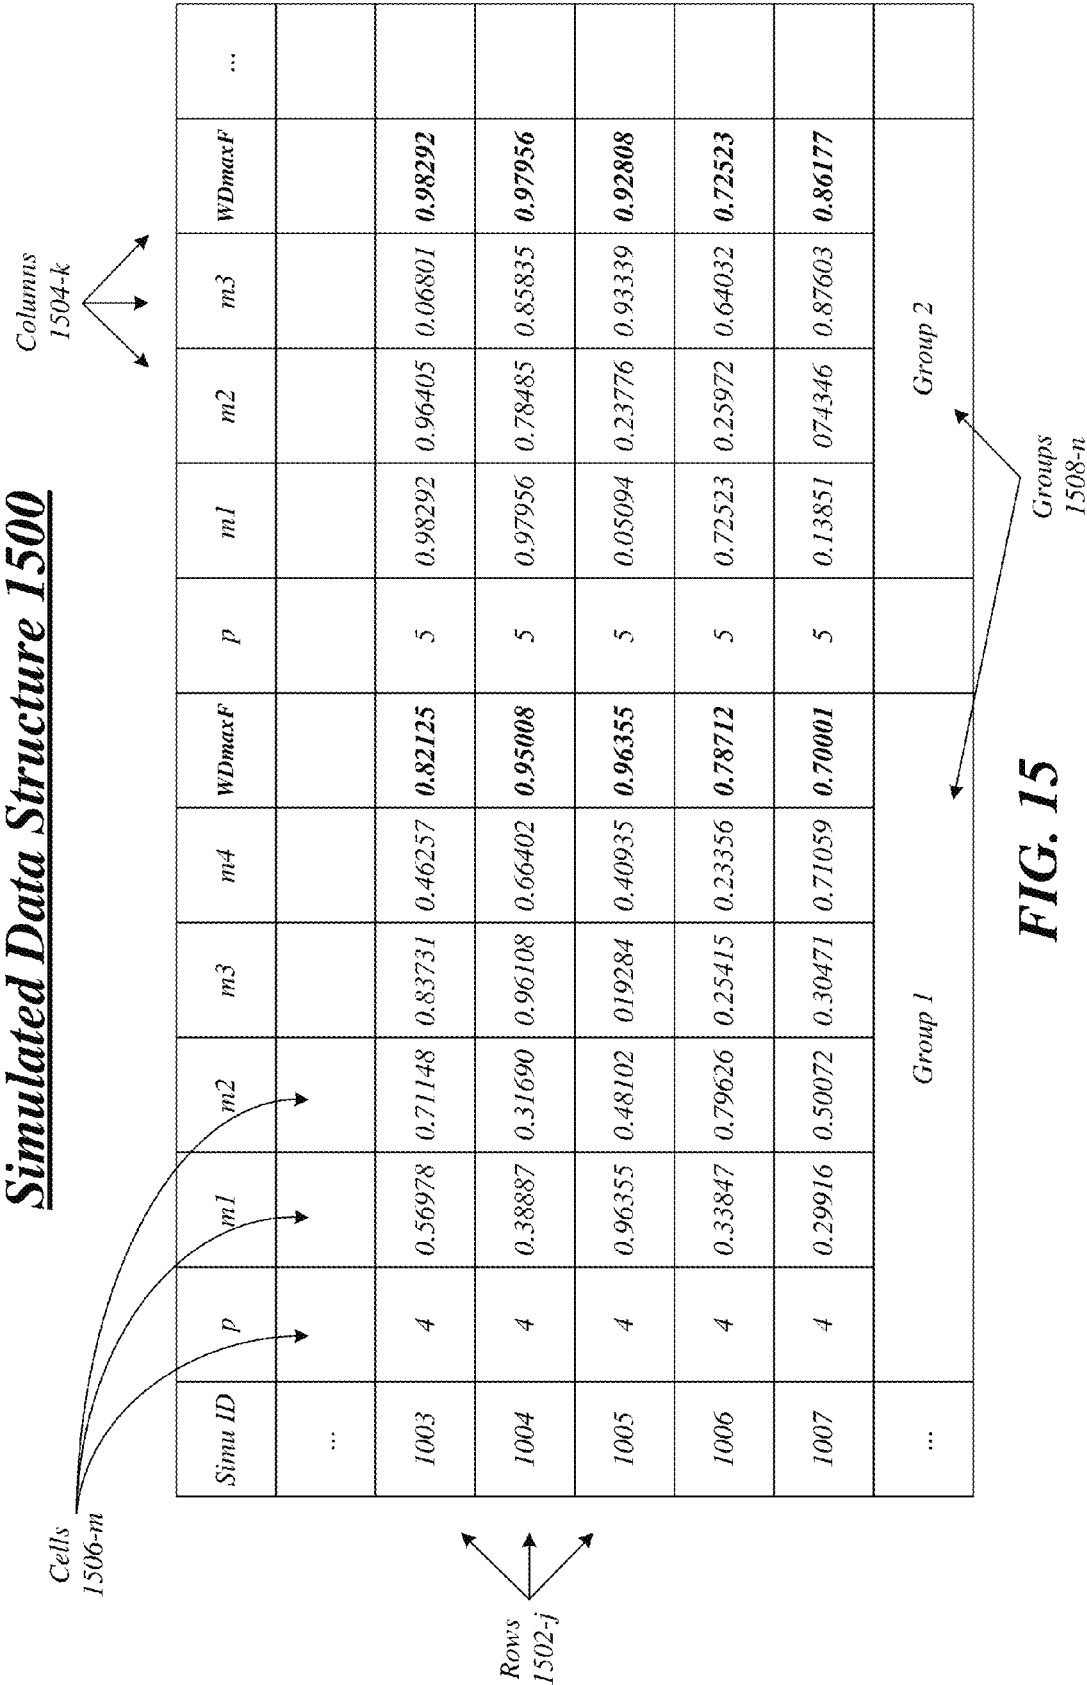 Simulated Data Structure 1500
Cells
1506-m
Columns
1504-k
Simu ID p m1 m2 m3 m4 WDmaxF p m1 m2 m3 WDmaxF ...
...
1003 4 0.56978 0.71148 0.83731 0.46257 0.82125 5 0.98292 0.96405 0.06801 0.98292
1004 4 0.38887 0.31690 0.96108 0.66402 0.95008 5 0.97956 0.78485 0.85835 0.97956
1005 4 0.96355 0.48102 019284 0.40935 0.96355 5 0.05094 0.23776 0.93339 0.92808
1006 4 0.33847 0.79626 0.25415 0.23356 0.78712 5 0.72523 0.25972 0.64032 0.72523
1007 4 0.29916 0.50072 0.30471 0.71059 0.70001 5 0.13851 074346 0.87603 0.86177
... Group 1 Group 2
Rows
1502-j
Groups
1508-n
FIG. 15